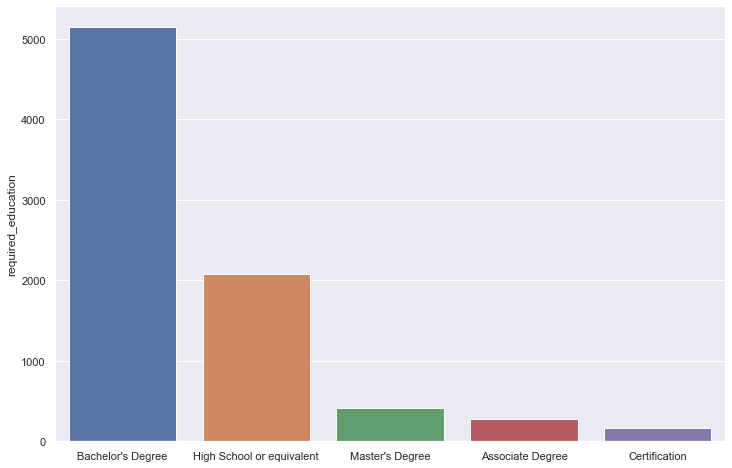 required_education
5000
4000
3000
2000
1000
0
Bachelor's Degree
High School or equivalent
Master's Degree
Associate Degree
Certification